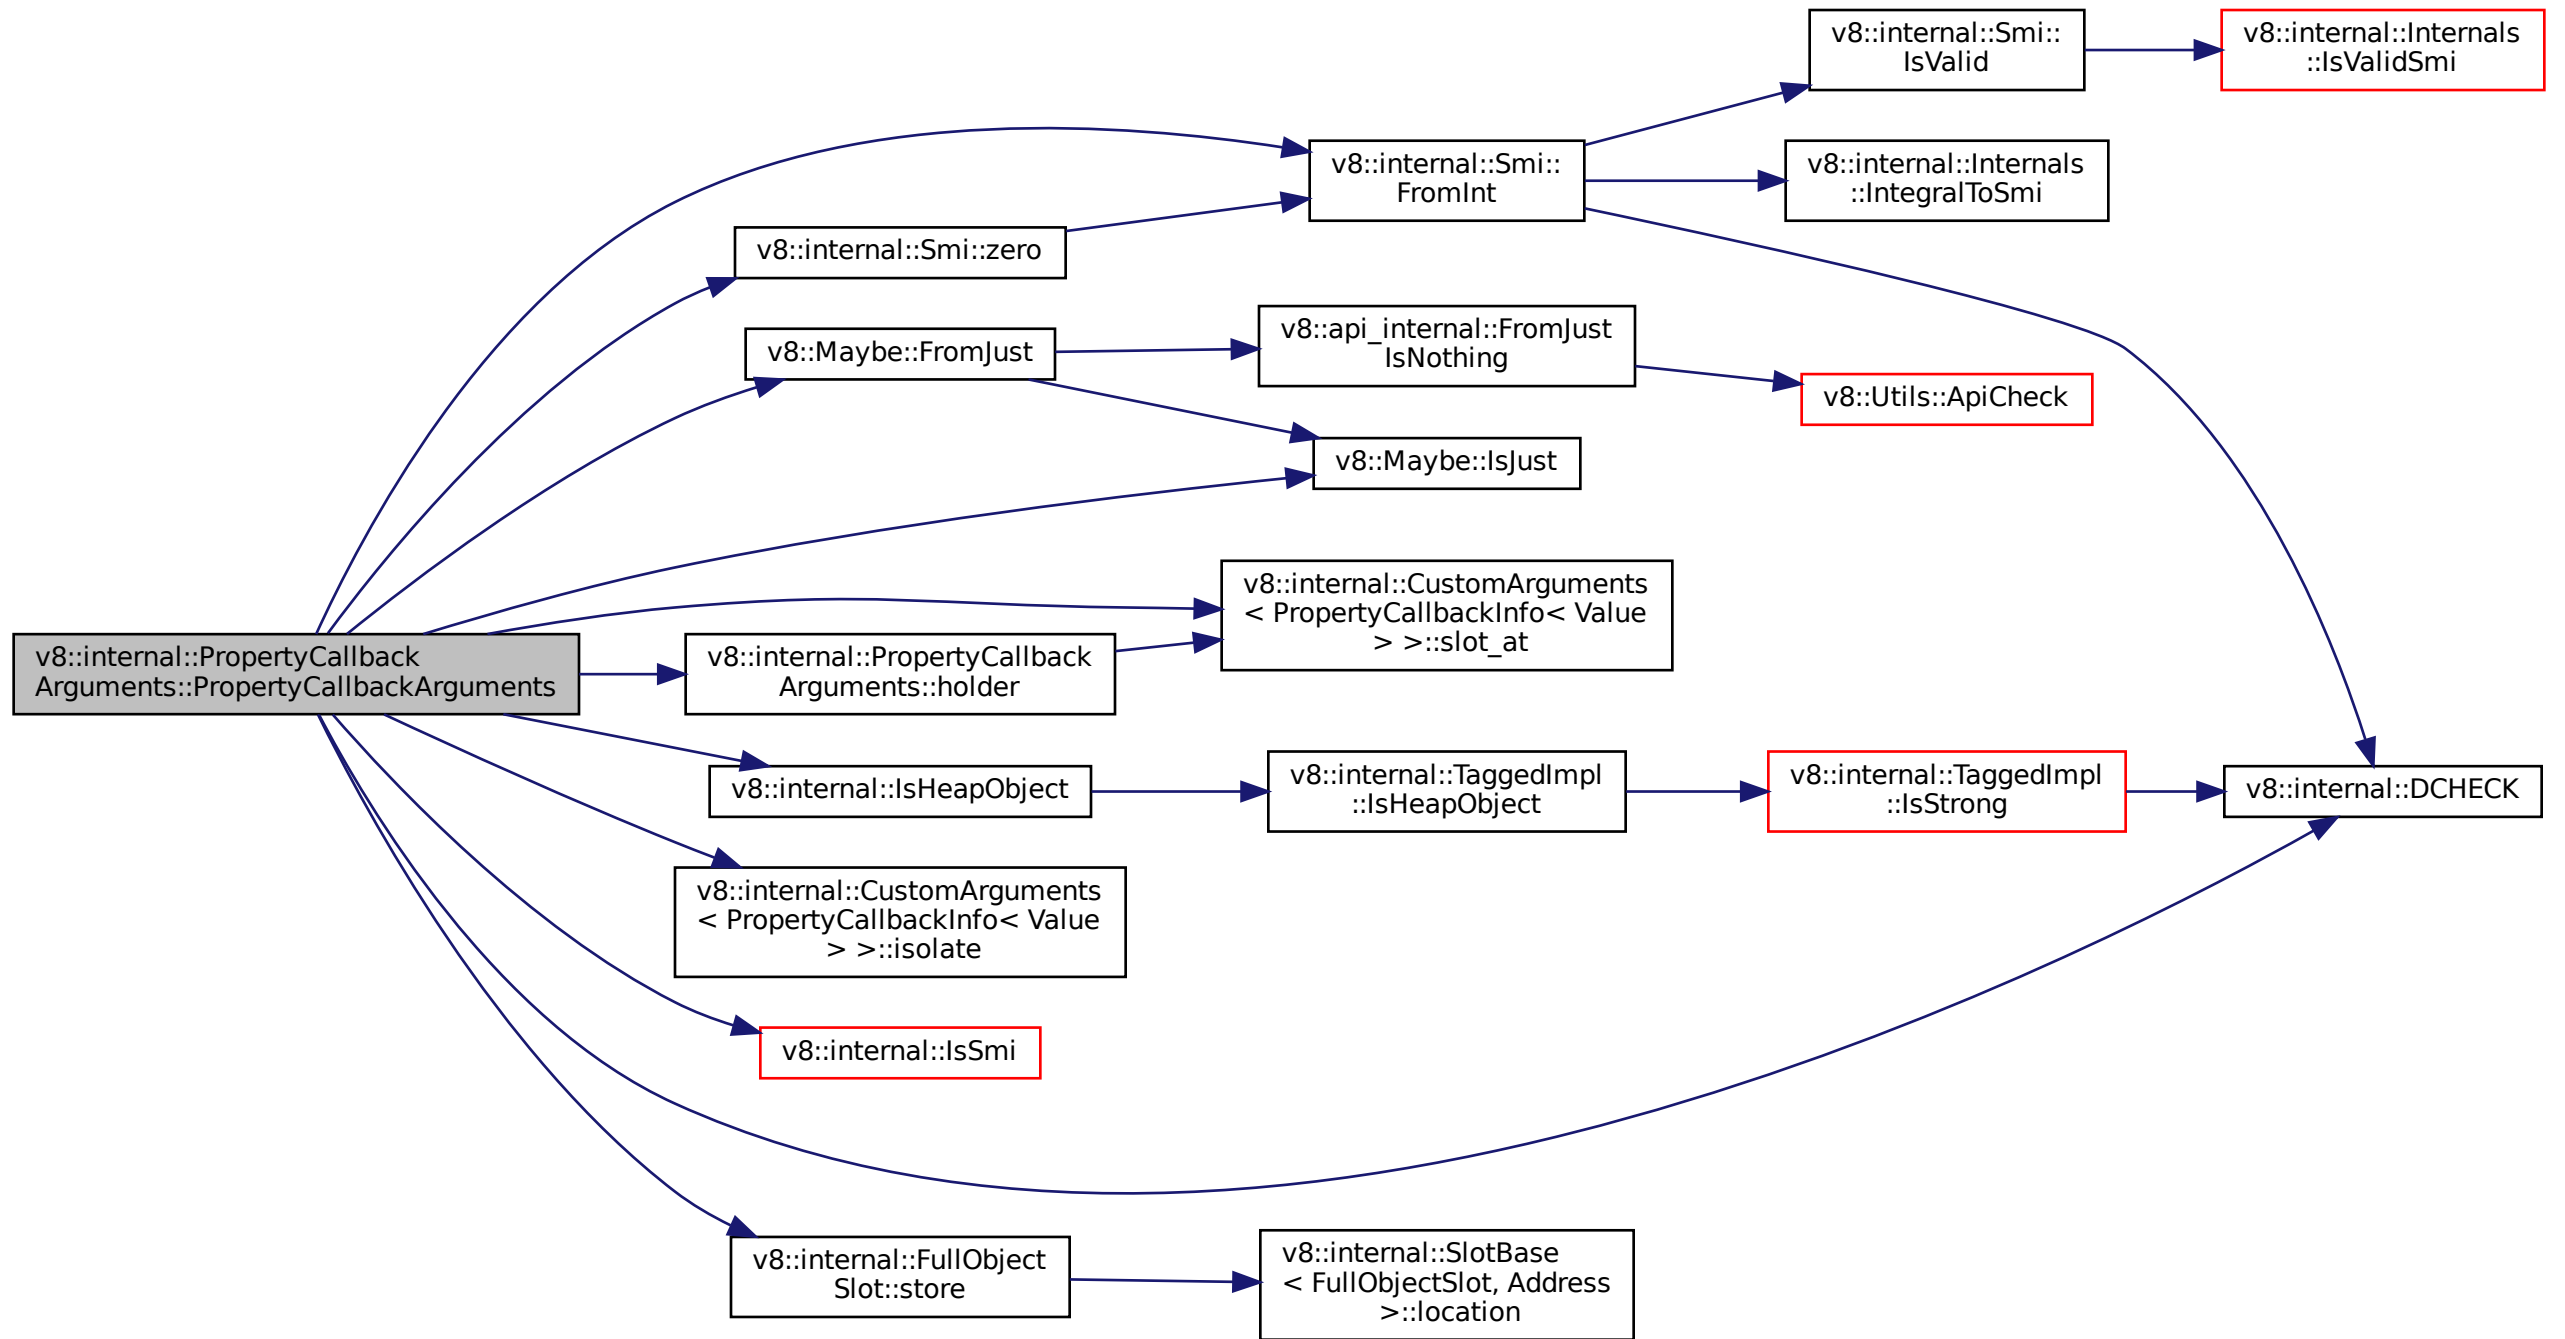 v8::internal::PropertyCallback
Arguments::PropertyCallbackArguments
v8::internal::Smi::
FromInt
v8::internal::Smi::
IsValid
v8::internal::Internals
::IsValidSmi
v8::internal::Internals
::IntegralToSmi
v8::internal::Smi::zero
v8::Maybe::FromJust
v8::api_internal::FromJust
IsNothing
v8::Utils::ApiCheck
v8::Maybe::IsJust
v8::internal::CustomArguments
< PropertyCallbackInfo< Value
> >::slot_at
v8::internal::PropertyCallback
Arguments::holder
v8::internal::IsHeapObject
v8::internal::TaggedImpl
::IsHeapObject
v8::internal::TaggedImpl
::IsStrong
v8::internal::DCHECK
v8::internal::CustomArguments
< PropertyCallbackInfo< Value
> >::isolate
v8::internal::IsSmi
v8::internal::FullObject
Slot::store
v8::internal::SlotBase
< FullObjectSlot, Address
>::location